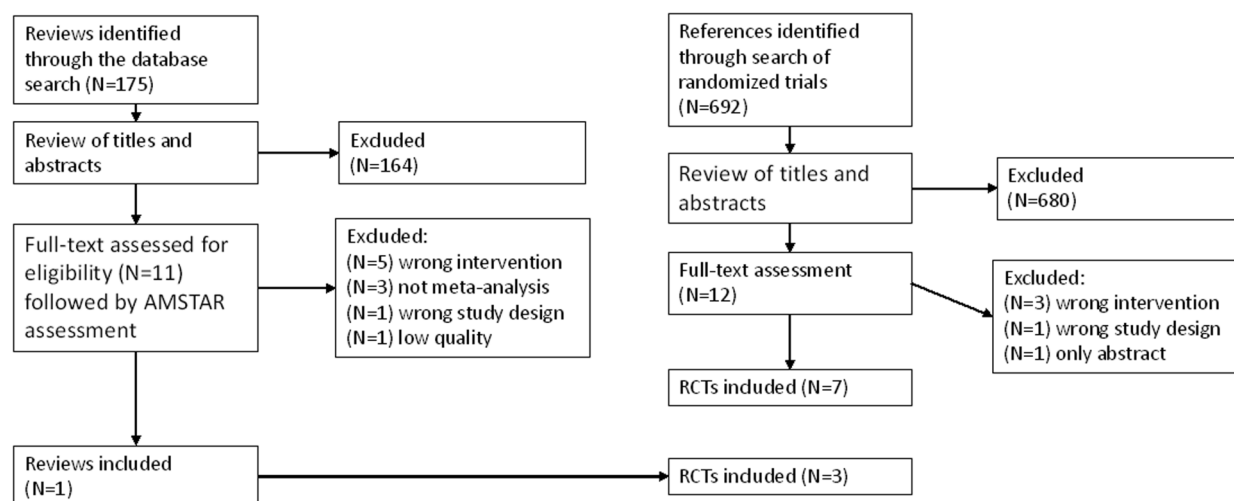 Reviews identified
through the database
search (N=175)
Review of titles and
abstracts
Excluded
(N=164)
Full-text assessed for
eligibility (N=11)
followed by AMSTAR
assessment
Excluded:
(N=5) wrong intervention
(N=3) not meta-analysis
(N=1) wrong study design
(N=1) low quality
Reviews included
(N=1)
References identified
through search of
randomized trials
(N=692)
Review of titles and
abstracts
Excluded
(N=680)
Full-text assessment
(N=12)
Excluded:
(N=3) wrong intervention
(N=1) wrong study design
(N=1) only abstract
RCTs included (N=7)
RCTs included (N=3)